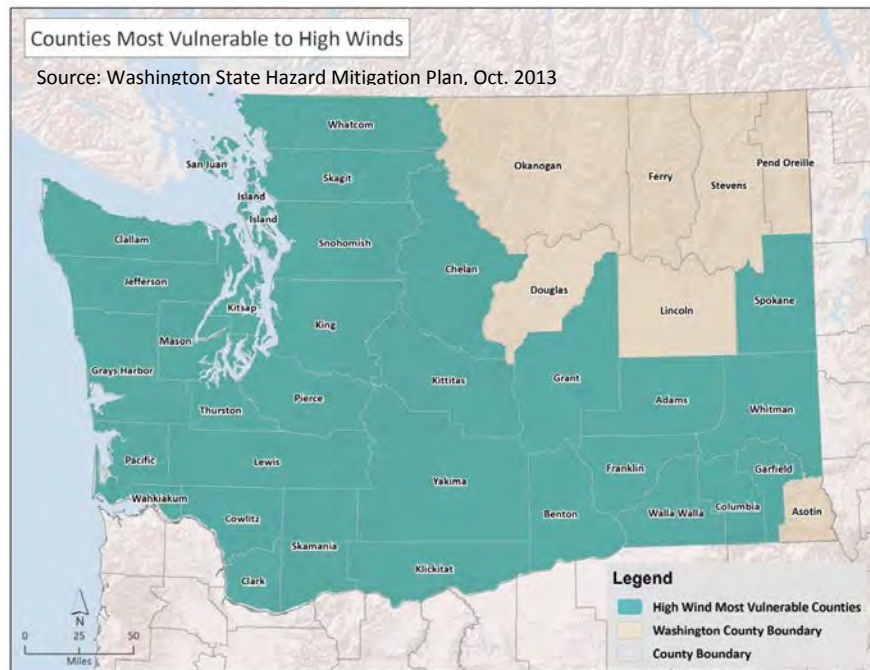 Counties Most Vulnerable to High Winds
Source: Washington State Hazard Mitigation Plan, Oct. 2013
Whatcom
Okanogan
Ferry
Stevens
Pend Oreille
San Juan
Skagit
Island
Island
Clallam
Snohomish
Chelan
Jefferson
Douglas
Lincoln
Spokane
Kitsap
King
Mason
Grays Harbor
Kittitas
Grant
Pierce
Adams
Thurston
Whitman
Pacific
Lewis
Yakima
Franklin
Garfield
Wahkiakum
Cowlitz
Benton
Walla Walla
Columbia
Asotin
Skamania
Clark
Klickitat
Legend
High Wind Most Vulnerable Counties
Washington County Boundary
County Boundary
N
0 25 50
Miles